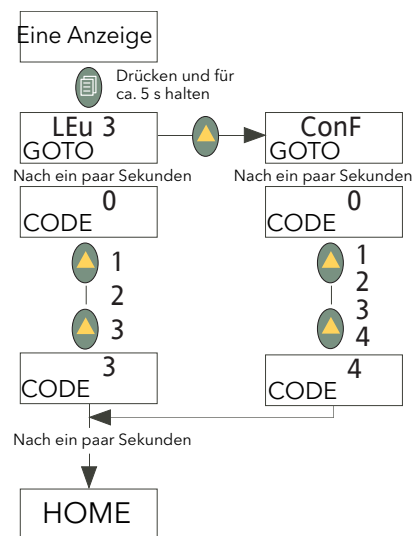 Eine Anzeige
Drücken und für
ca. 5 s halten
LEu 3
GOTO
ConF
GOTO
Nach ein paar Sekunden
Nach ein paar Sekunden
0
CODE
0
CODE
1
2
3
1
2
3
4
3
CODE
4
CODE
Nach ein paar Sekunden
HOME